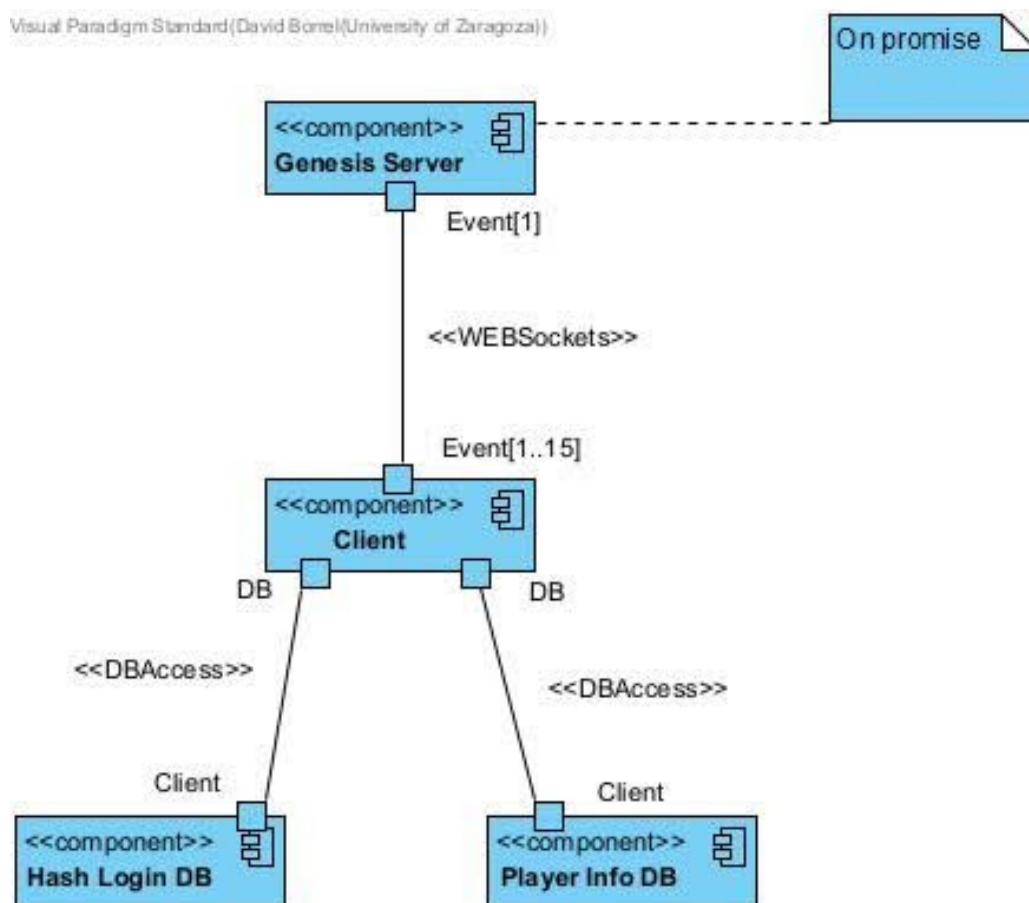 Visual Paradigm Standard(David Borrel(University of Zaragoza))
On promise
<<component>>
Genesis Server
Event[1]
<<WEBSockets>>
Event[1..15]
<<component>>
Client
DB
DB
<<DBAccess>>
<<DBAccess>>
Client
Client
<<component>>
Hash Login DB
<<component>>
Player Info DB